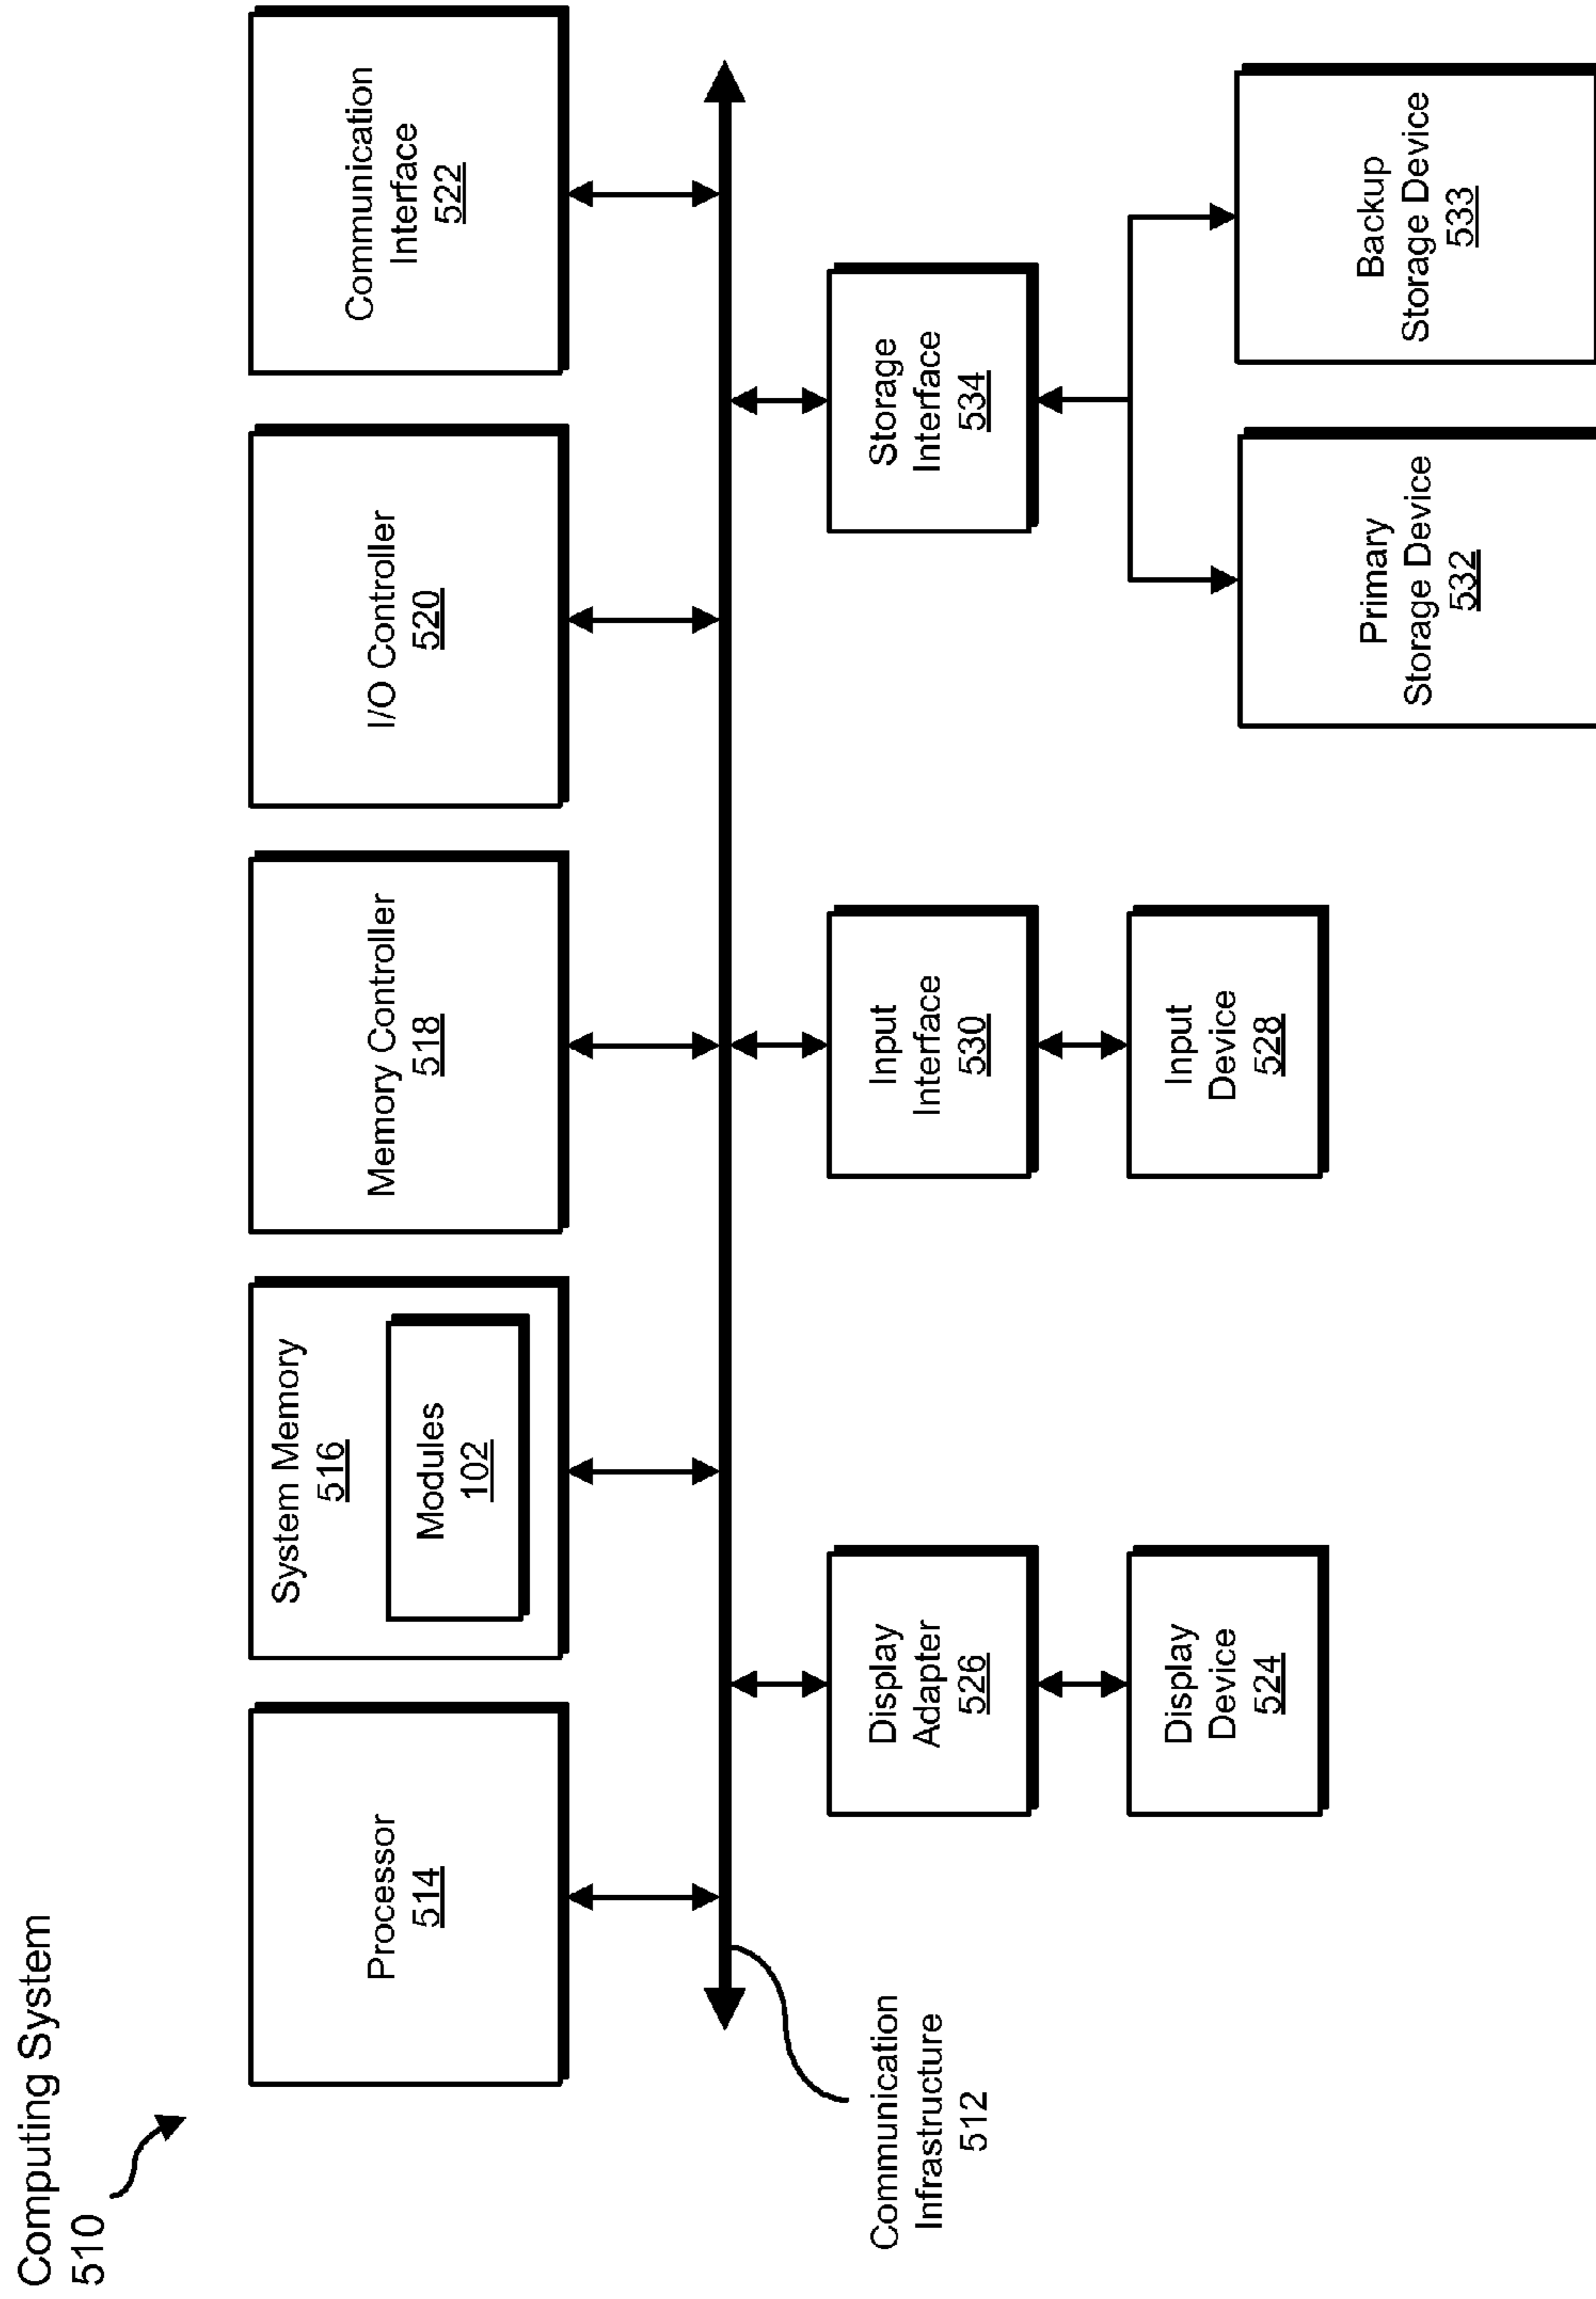 Computing System
510
Processor
514
System Memory
516
Modules
102
Memory Controller
518
I/O Controller
520
Communication
Interface
522
Communication
Infrastructure
512
Display
Adapter
526
Input
Interface
530
Storage
Interface
534
Display
Device
524
Input
Device
528
Primary
Storage Device
532
Backup
Storage Device
533